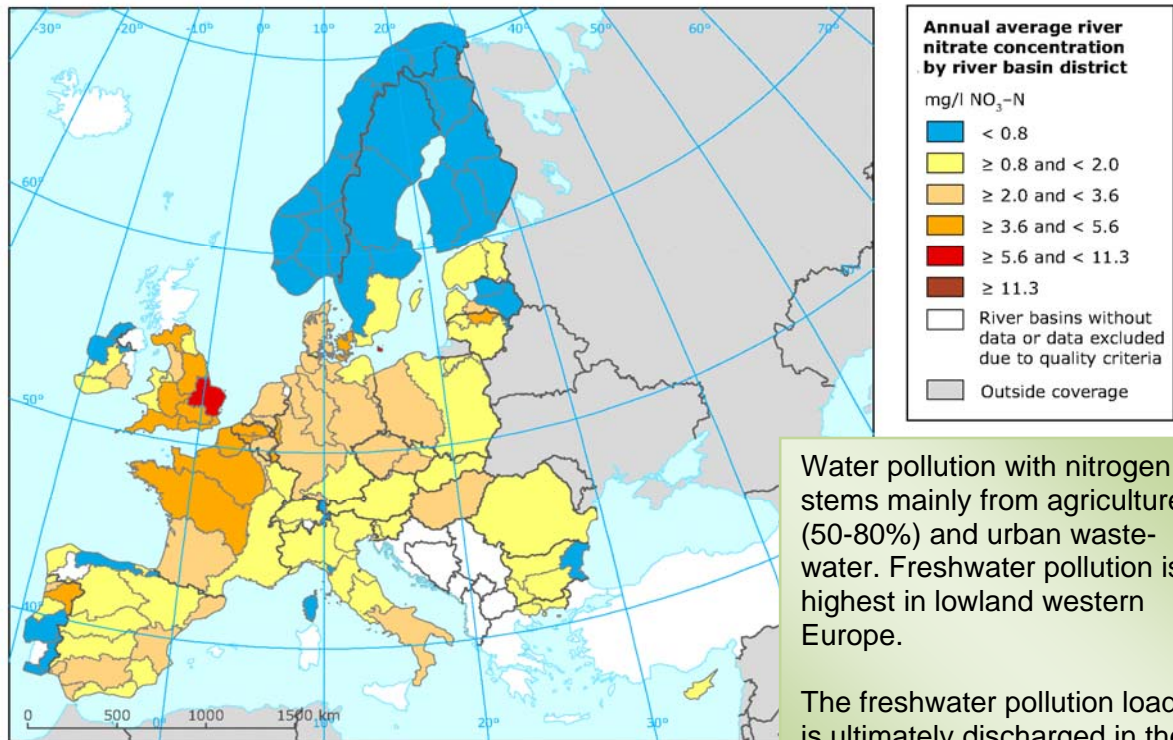 -30°
-20°
-10°
0°
10°
20°
30°
40°
50°
60°
70°
60°
50°
40°
0 500 1000 1500 km
0°
10°
20°
30°
Annual average river
nitrate concentration
by river basin district
mg/l NO₃–N
< 0.8
≥ 0.8 and < 2.0
≥ 2.0 and < 3.6
≥ 3.6 and < 5.6
≥ 5.6 and < 11.3
≥ 11.3
River basins without
data or data excluded
due to quality criteria
Outside coverage
Water pollution with nitrogen
stems mainly from agriculture
(50-80%) and urban waste-
water. Freshwater pollution is
highest in lowland western
Europe.
The freshwater pollution load
is ultimately discharged in the